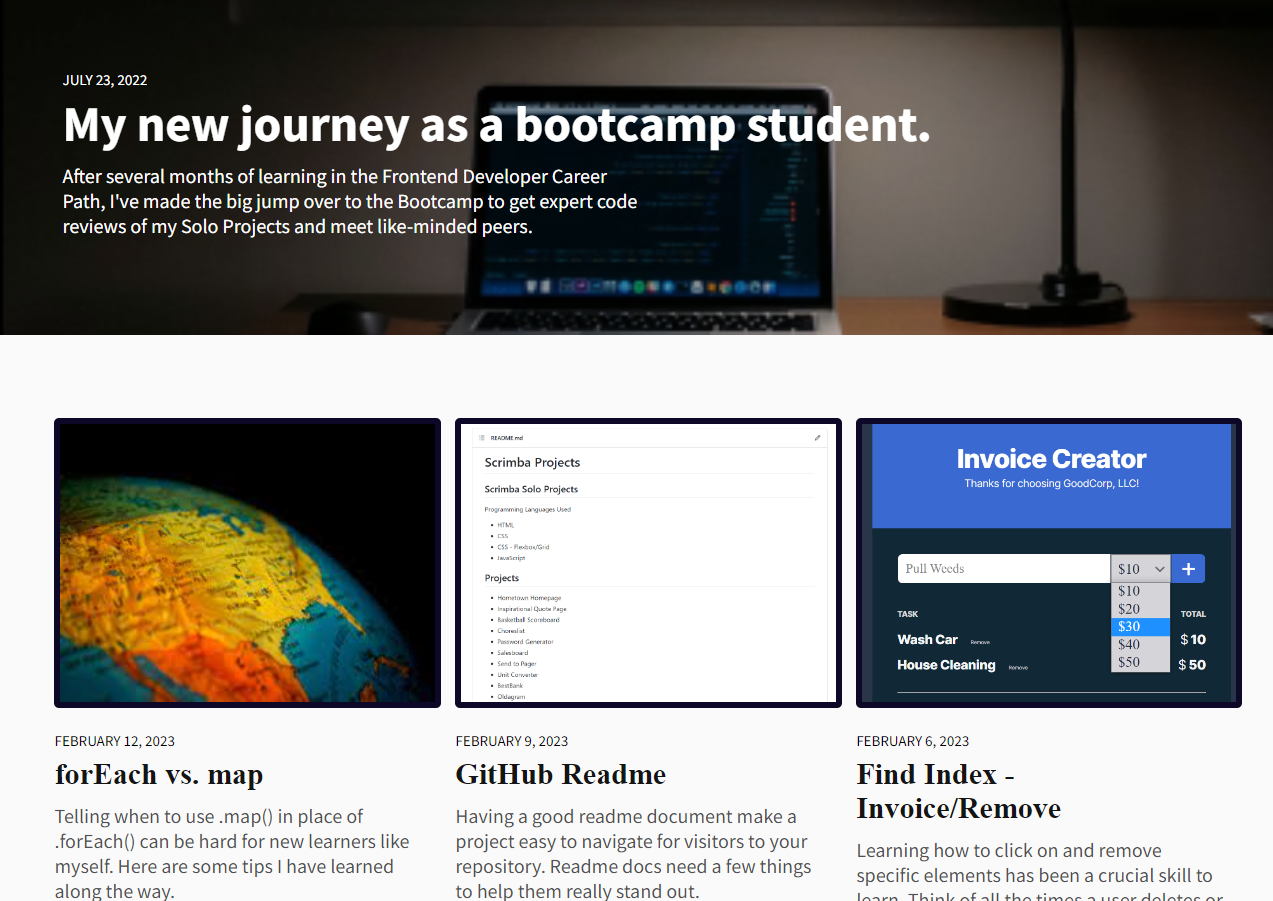 JULY 23, 2022
My new journey as a bootcamp student.
After several months of learning in the Frontend Developer Career
Path, I've made the big jump over to the Bootcamp to get expert code
reviews of my Solo Projects and meet like-minded peers.
README.md
Scrimba Projects
Scrimba Solo Projects
Programming Languages Used
HTML
CSS
CSS - Flexbox/Grid
JavaScript
Projects
Hometown Homepage
Inspirational Quote Page
Basketball Scoreboard
Choreslist
Password Generator
Salesboard
Send to Pager
Unit Converter
BestBank
Oldagram
Invoice Creator
Thanks for choosing GoodCorp, LLC!
Pull Weeds
$10
$10
$20
$30
$40
$50
TASK
TOTAL
Wash Car Remove $ 10
House Cleaning Remove $ 50
FEBRUARY 12, 2023
forEach vs. map
Telling when to use .map() in place of
.forEach() can be hard for new learners like
myself. Here are some tips I have learned
along the way.
FEBRUARY 9, 2023
GitHub Readme
Having a good readme document make a
project easy to navigate for visitors to your
repository. Readme docs need a few things
to help them really stand out.
FEBRUARY 6, 2023
Find Index -
Invoice/Remove
Learning how to click on and remove
specific elements has been a crucial skill to
learn. Think of all the times a user deletes or